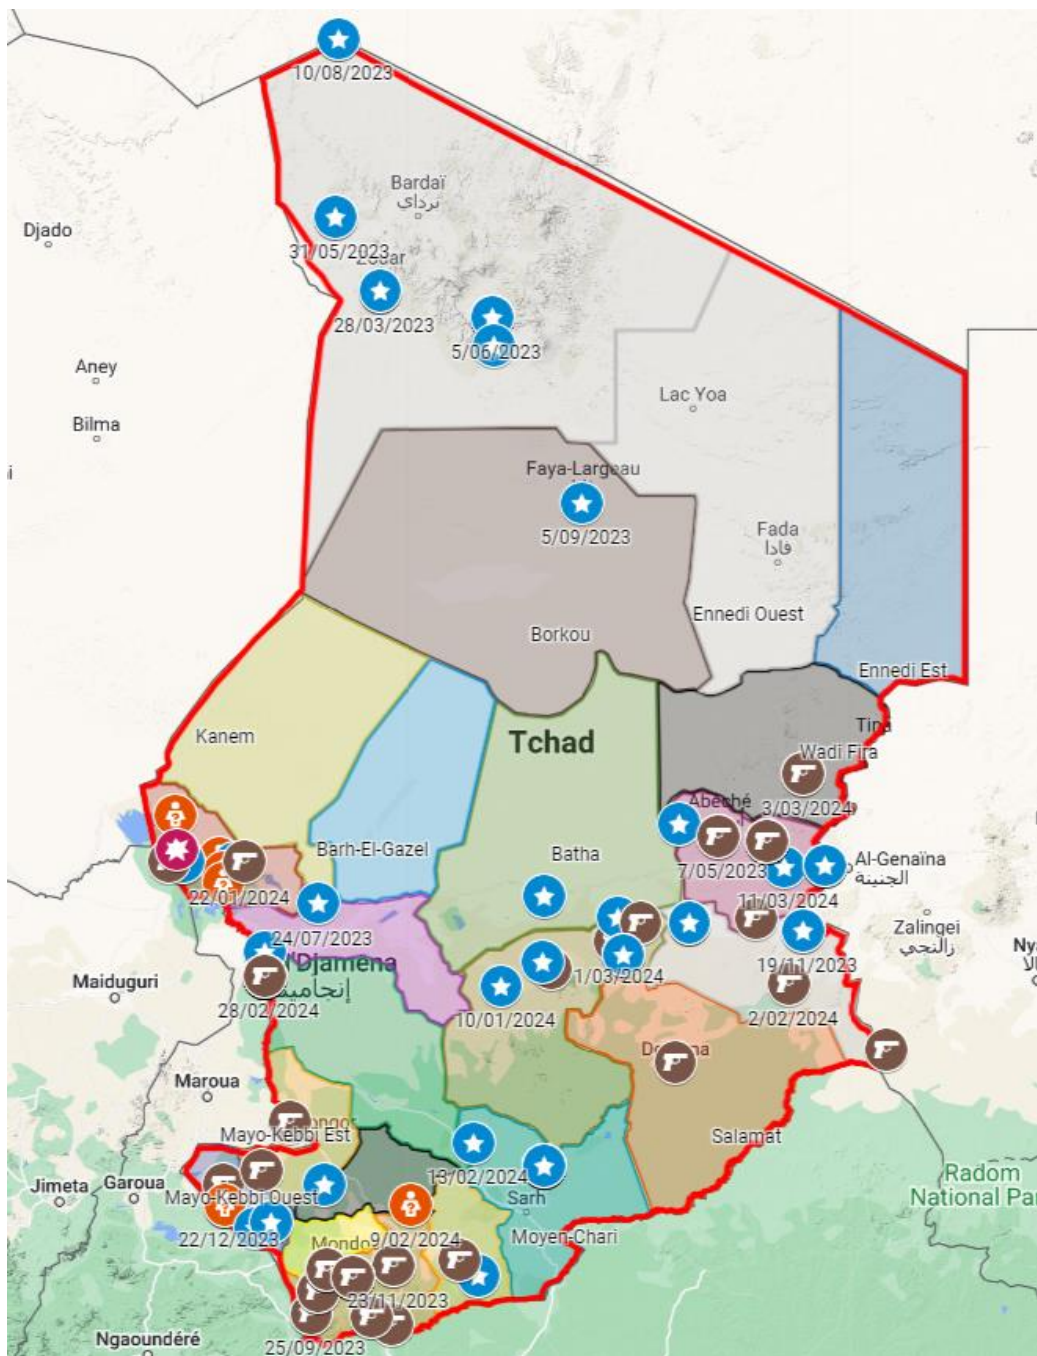 10/08/2023
Bardaï
برداي
Djado
31/05/2023
28/03/2023
5/06/2023
Aney
Lac Yoa
Bilma
Faya-Largeau
5/09/2023
Fada
فادا
Ennedi Ouest
Borkou
Ennedi Est
Kanem
Tchad
Tina
Wadi Fira
Abéché
3/03/2024
Barh-El-Gazel
Batha
7/05/2023
Al-Genaïna
الجنينة
22/01/2024
11/03/2024
24/07/2023
Zalingei
زالنجي
Djamena
1/03/2024
19/11/2023
Maiduguri
28/02/2024
10/01/2024
2/02/2024
Maroua
Mayo-Kebbi Est
Salamat
13/02/2024
Radom
National Pa
Jimeta
Garoua
Mayo-Kebbi Ouest
Sarh
22/12/2023
9/02/2024
Moyen-Chari
23/11/2023
25/09/2023
Ngaoundéré